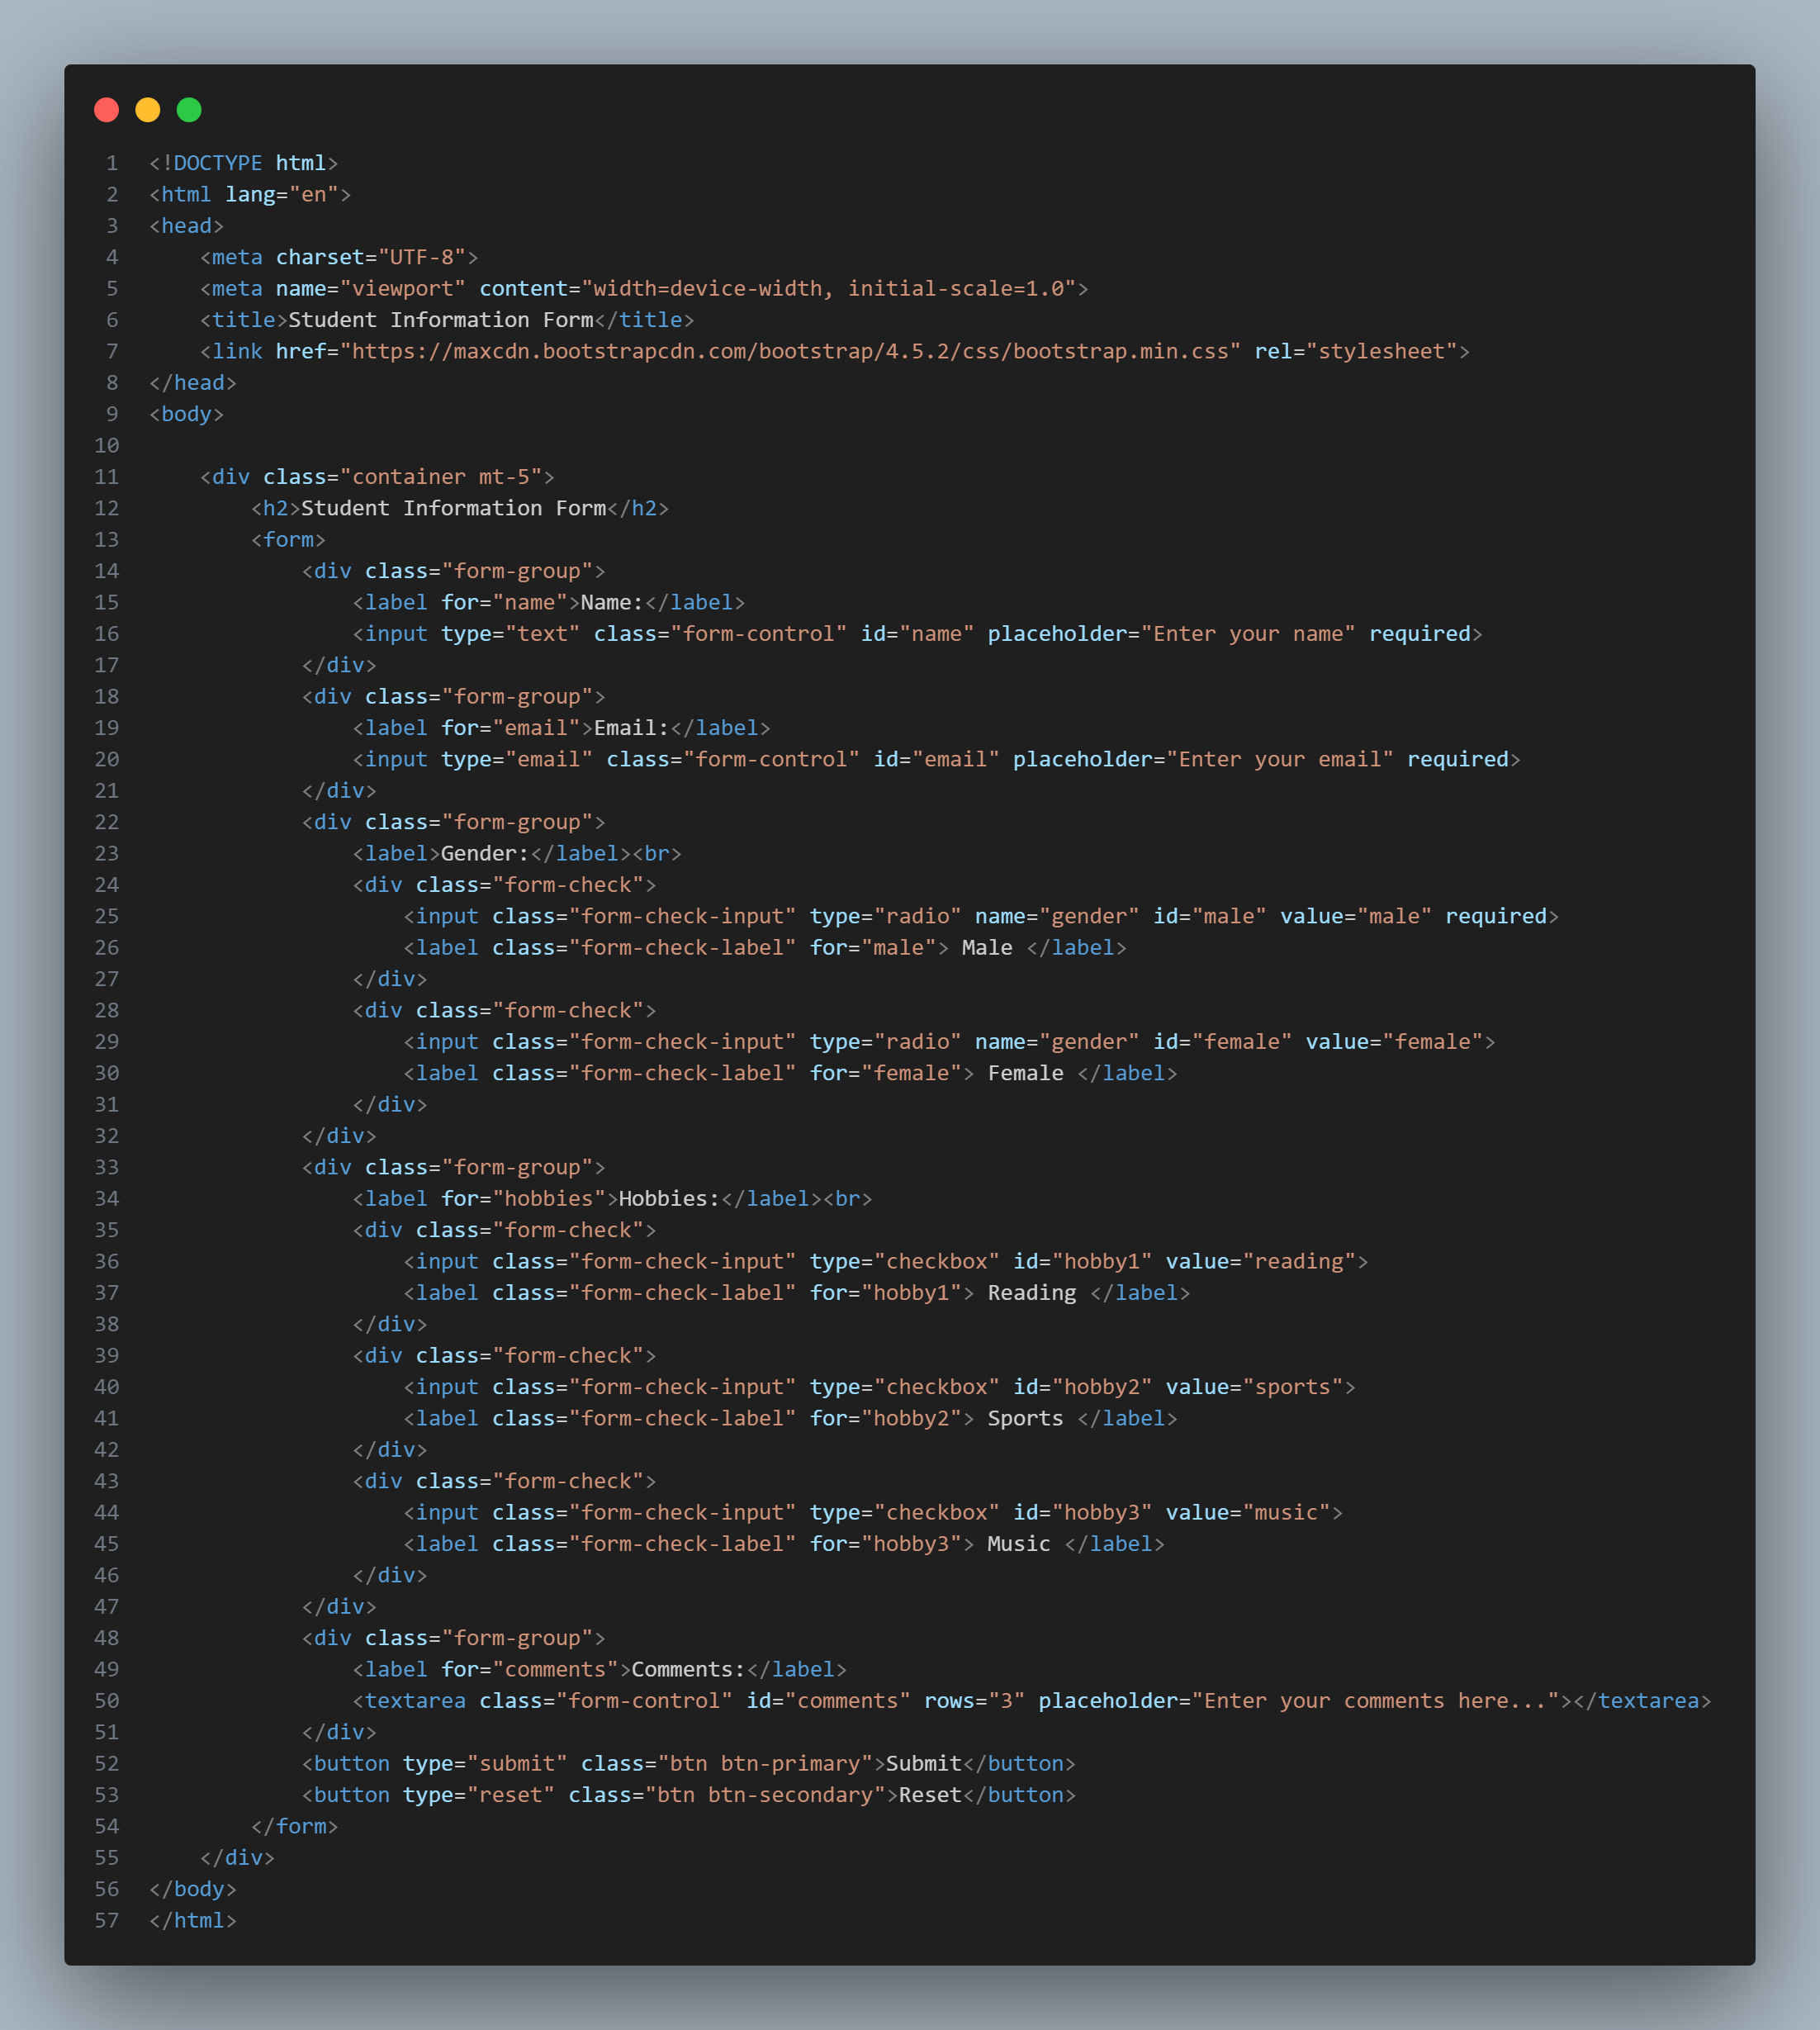 1 <!DOCTYPE html>
2 <html lang="en">
3 <head>
4     <meta charset="UTF-8">
5     <meta name="viewport" content="width=device-width, initial-scale=1.0">
6     <title>Student Information Form</title>
7     <link href="https://maxcdn.bootstrapcdn.com/bootstrap/4.5.2/css/bootstrap.min.css" rel="stylesheet">
8 </head>
9 <body>
10
11     <div class="container mt-5">
12         <h2>Student Information Form</h2>
13         <form>
14             <div class="form-group">
15                 <label for="name">Name:</label>
16                 <input type="text" class="form-control" id="name" placeholder="Enter your name" required>
17             </div>
18             <div class="form-group">
19                 <label for="email">Email:</label>
20                 <input type="email" class="form-control" id="email" placeholder="Enter your email" required>
21             </div>
22             <div class="form-group">
23                 <label>Gender:</label><br>
24                 <div class="form-check">
25                     <input class="form-check-input" type="radio" name="gender" id="male" value="male" required>
26                     <label class="form-check-label" for="male"> Male </label>
27                 </div>
28                 <div class="form-check">
29                     <input class="form-check-input" type="radio" name="gender" id="female" value="female">
30                     <label class="form-check-label" for="female"> Female </label>
31                 </div>
32             </div>
33             <div class="form-group">
34                 <label for="hobbies">Hobbies:</label><br>
35                 <div class="form-check">
36                     <input class="form-check-input" type="checkbox" id="hobby1" value="reading">
37                     <label class="form-check-label" for="hobby1"> Reading </label>
38                 </div>
39                 <div class="form-check">
40                     <input class="form-check-input" type="checkbox" id="hobby2" value="sports">
41                     <label class="form-check-label" for="hobby2"> Sports </label>
42                 </div>
43                 <div class="form-check">
44                     <input class="form-check-input" type="checkbox" id="hobby3" value="music">
45                     <label class="form-check-label" for="hobby3"> Music </label>
46                 </div>
47             </div>
48             <div class="form-group">
49                 <label for="comments">Comments:</label>
50                 <textarea class="form-control" id="comments" rows="3" placeholder="Enter your comments here..."></textarea>
51             </div>
52             <button type="submit" class="btn btn-primary">Submit</button>
53             <button type="reset" class="btn btn-secondary">Reset</button>
54         </form>
55     </div>
56 </body>
57 </html>